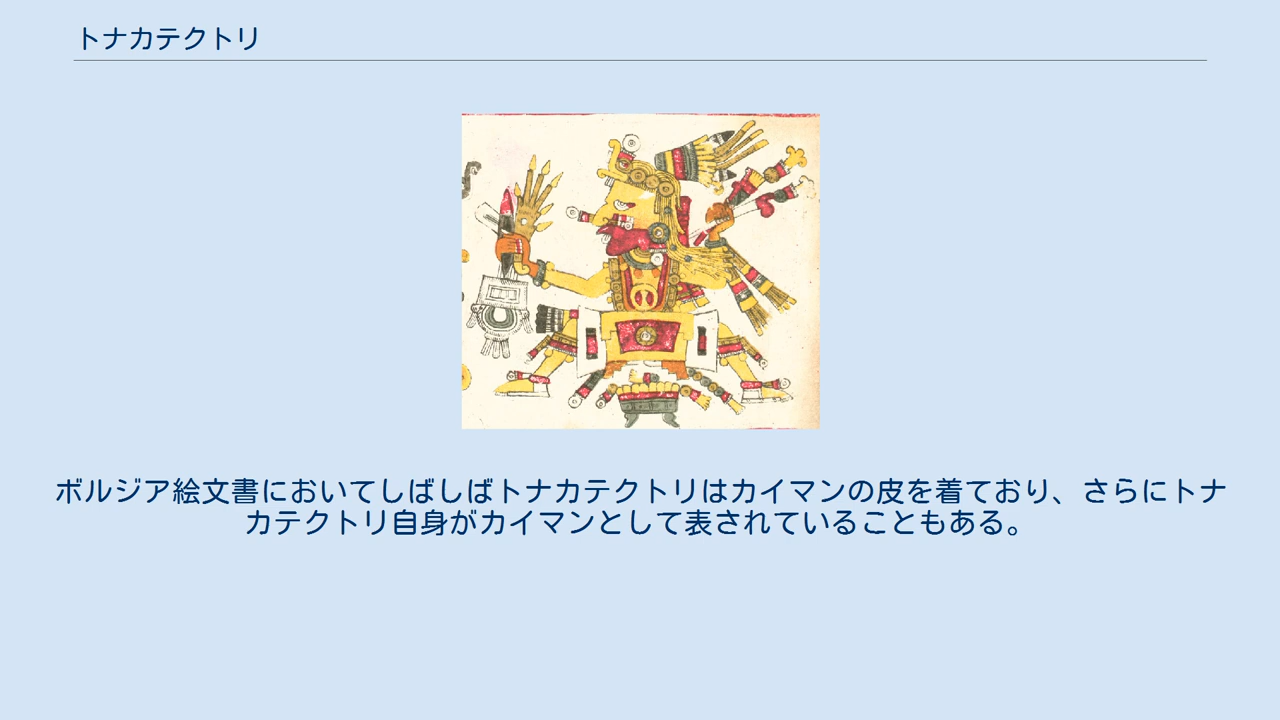 トナカテクトリ
ボルジア絵文書においてしばしばトナカテクトリはカイマンの皮を着ており、さらにトナ
カテクトリ自身がカイマンとして表されていることもある。